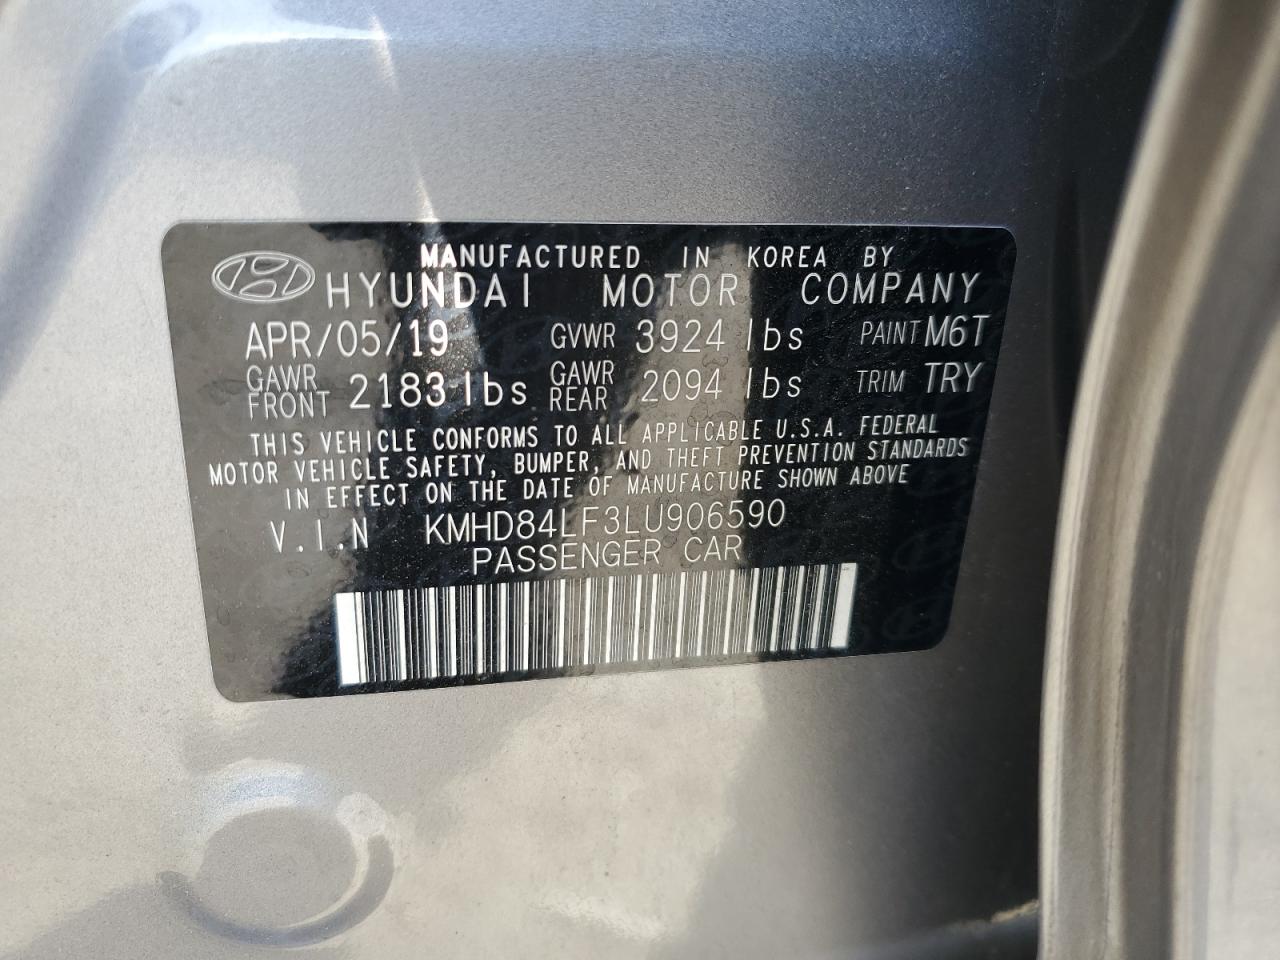 MANUFACTURED IN KOREA BY
HYUNDAI MOTOR COMPANY
APR/05/19 GVWR 3924 lbs PAINT M6T
GAWR FRONT 2183 lbs GAWR REAR 2094 lbs TRIM TRY
THIS VEHICLE CONFORMS TO ALL APPLICABLE U.S.A. FEDERAL
MOTOR VEHICLE SAFETY, BUMPER, AND THEFT PREVENTION STANDARDS
IN EFFECT ON THE DATE OF MANUFACTURE SHOWN ABOVE
V.I.N KMHD84LF3LU906590
PASSENGER CAR